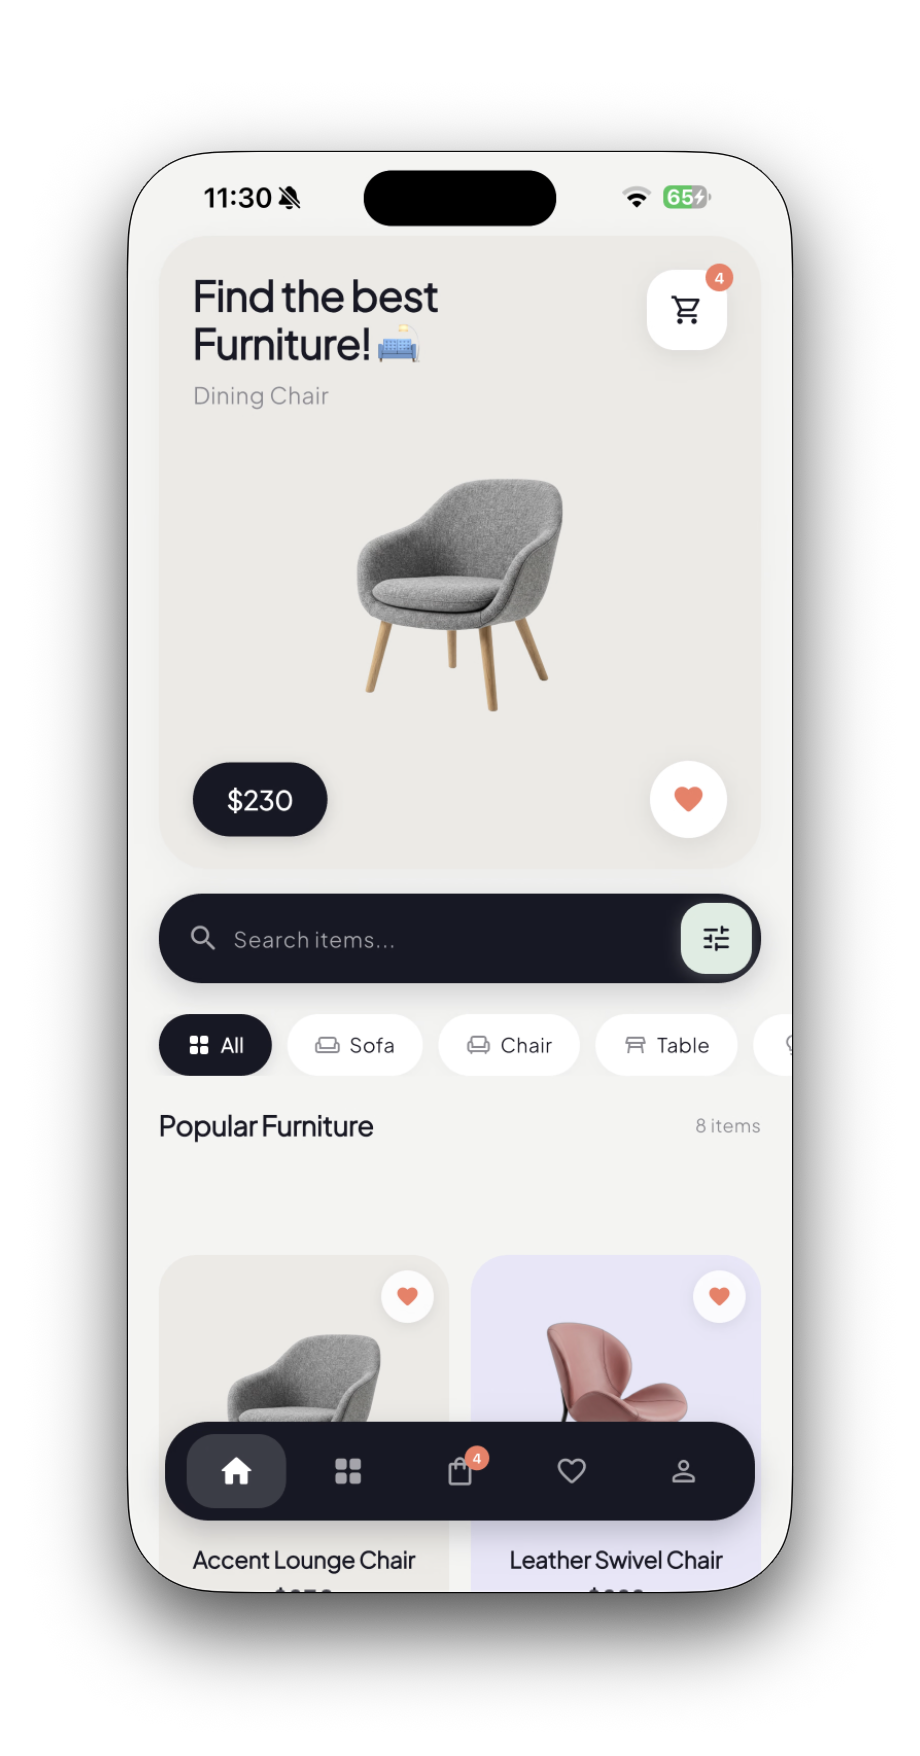 11:30
65
Find the best
4
Furniture!
Dining Chair
$230
Search items...
All
Sofa
Chair
Table
Popular Furniture
8 items
4
Accent Lounge Chair
Leather Swivel Chair